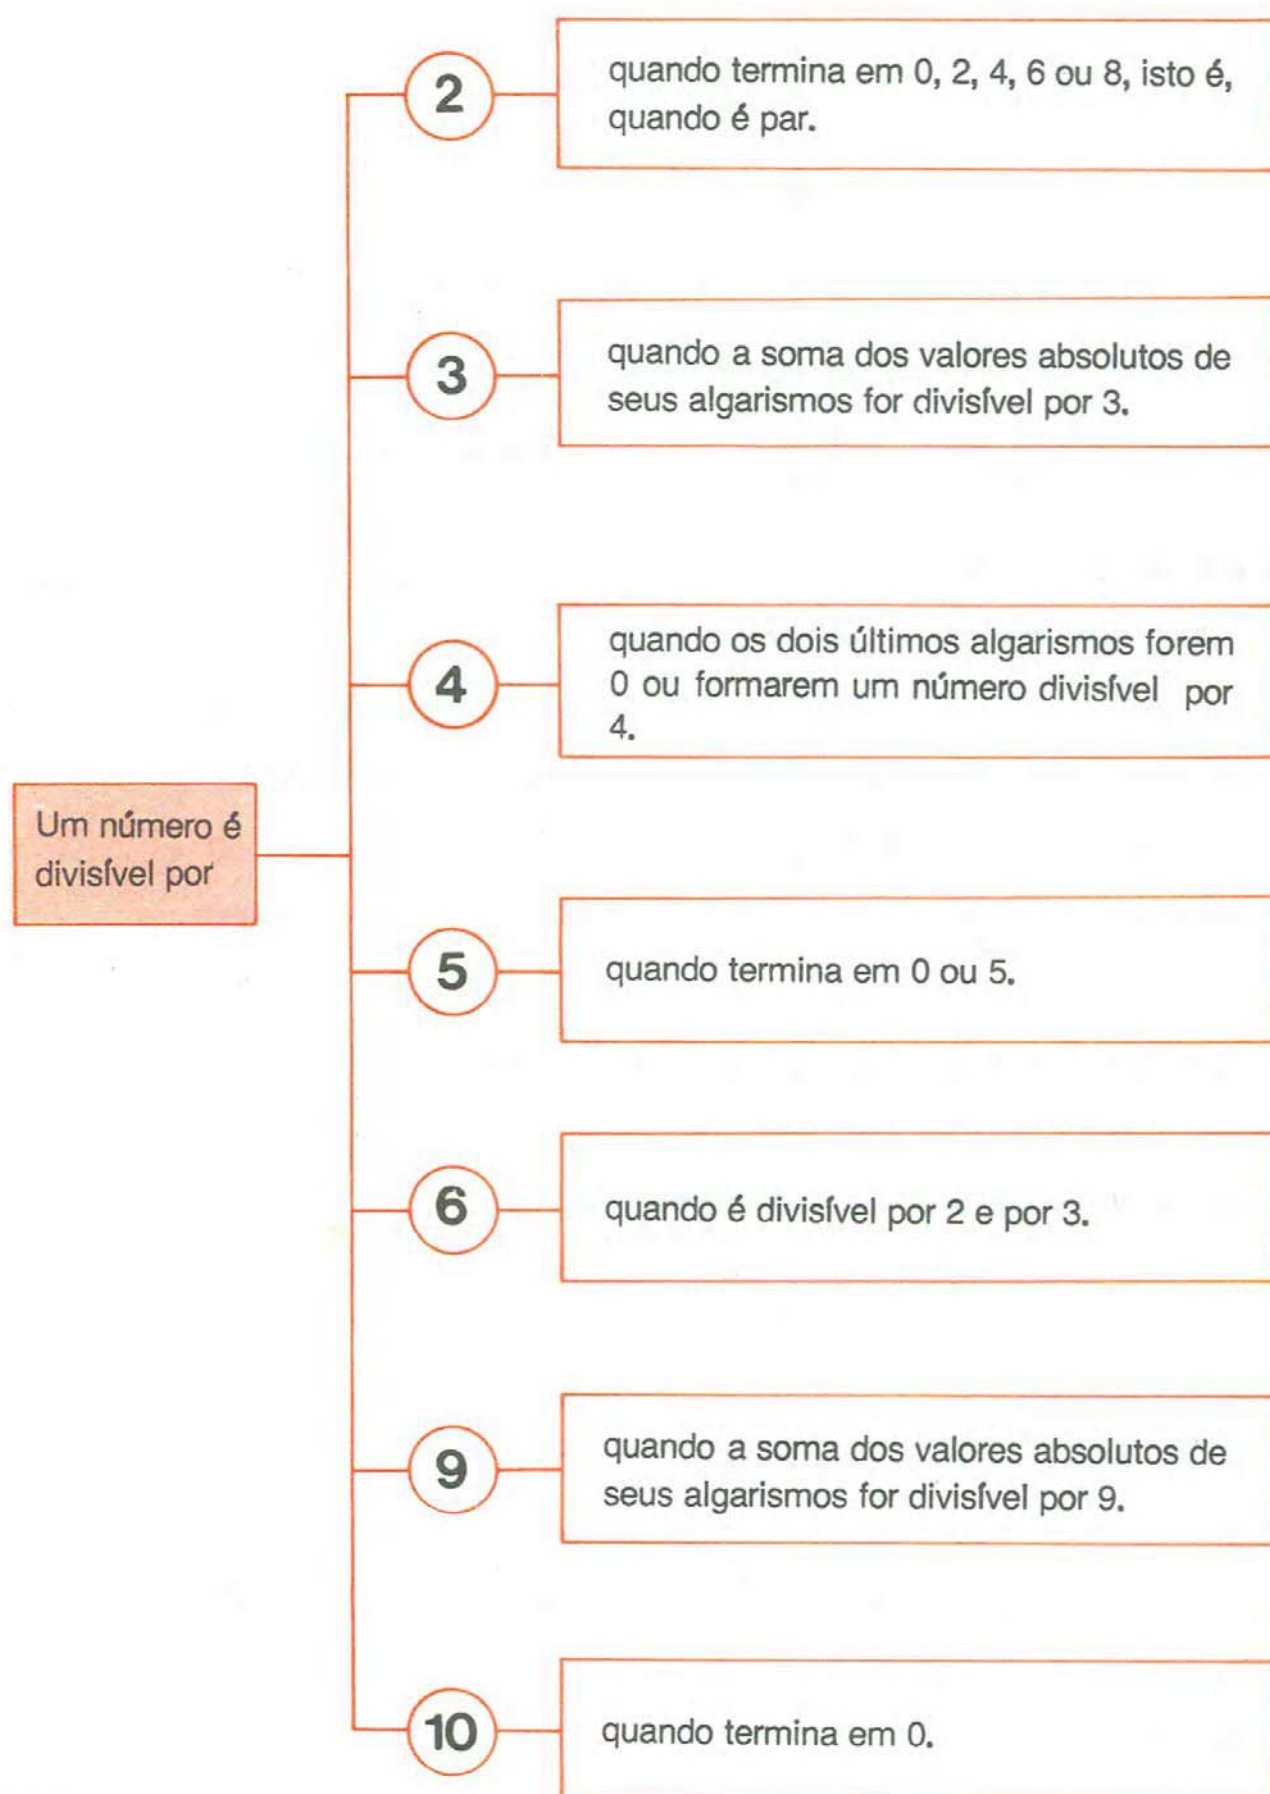 Um número é
divisível por
2
quando termina em 0, 2, 4, 6 ou 8, isto é,
quando é par.
3
quando a soma dos valores absolutos de
seus algarismos for divisível por 3.
4
quando os dois últimos algarismos forem
0 ou formarem um número divisível por
4.
5
quando termina em 0 ou 5.
6
quando é divisível por 2 e por 3.
9
quando a soma dos valores absolutos de
seus algarismos for divisível por 9.
10
quando termina em 0.